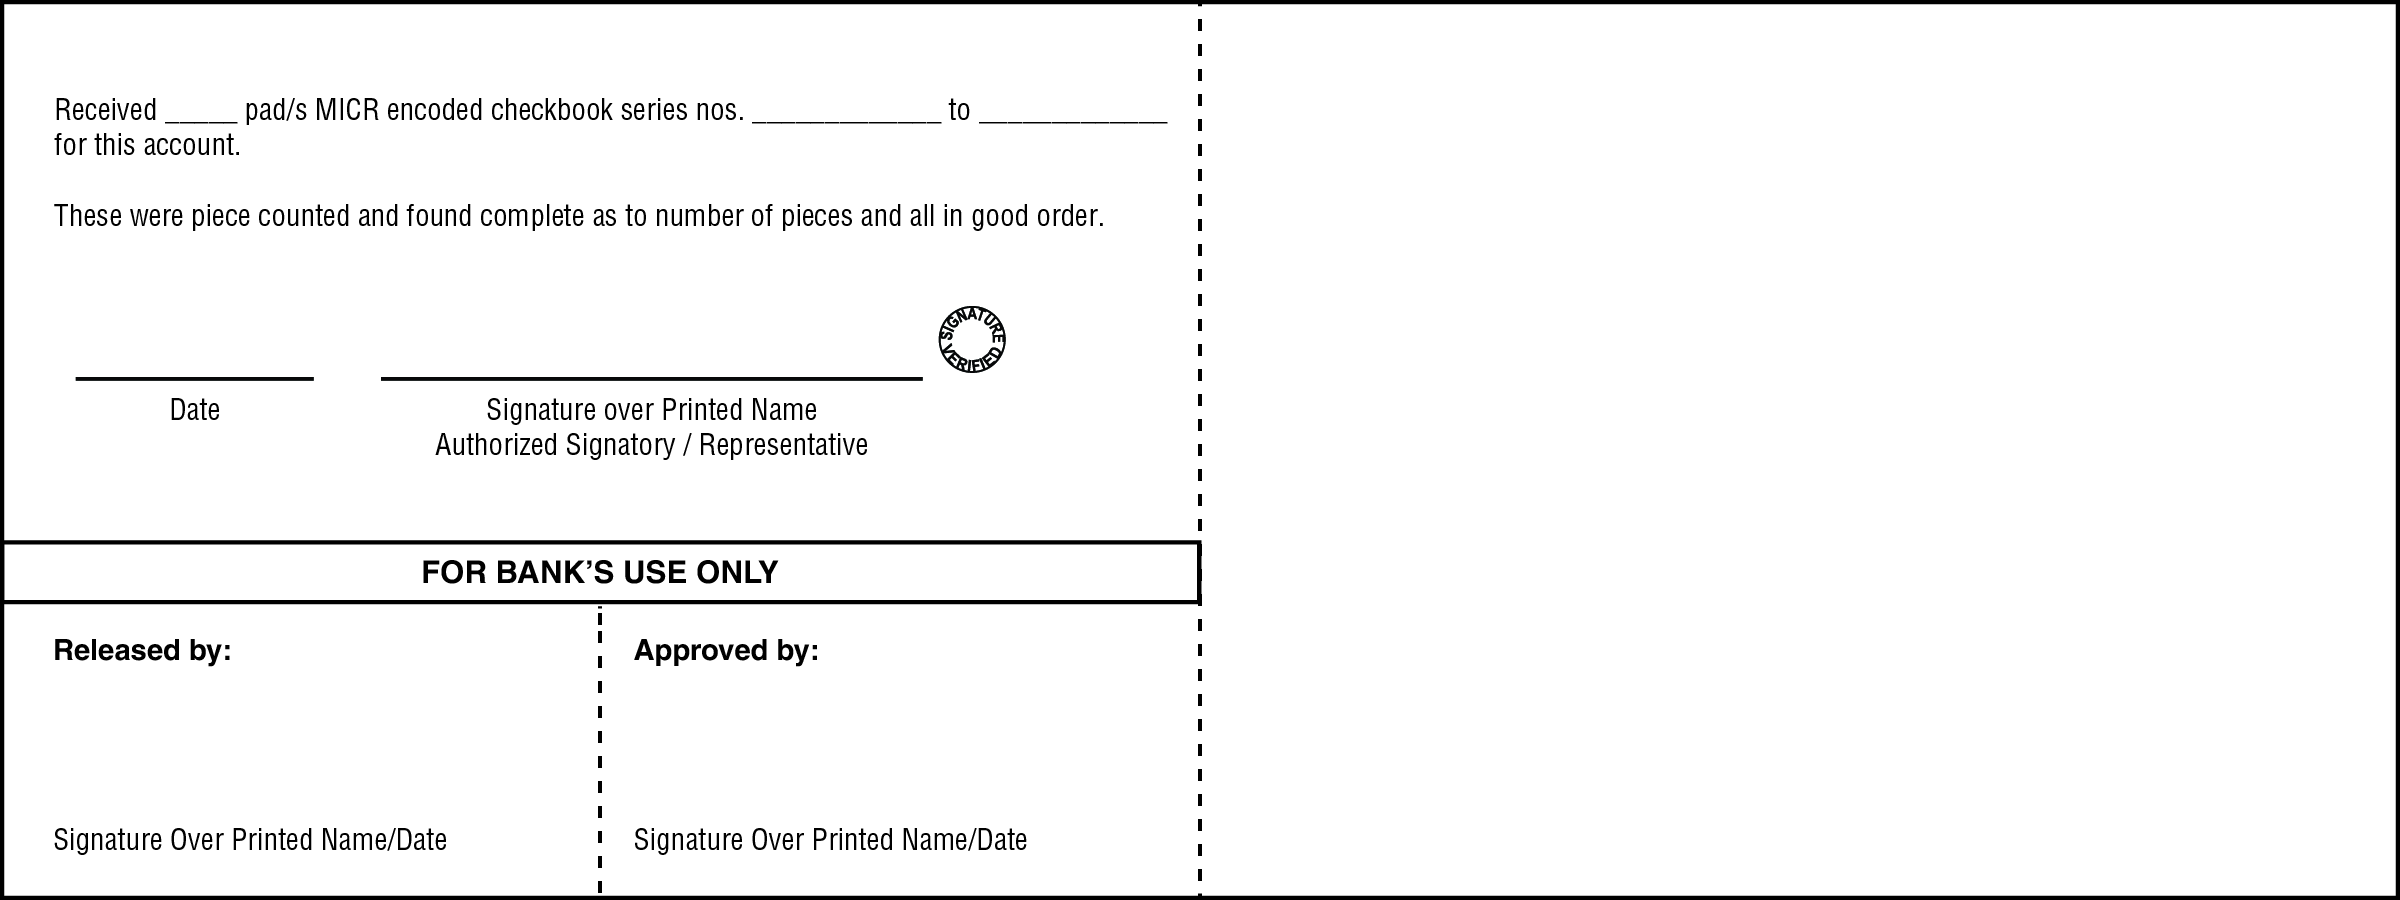 Received _____ pad/s MICR encoded checkbook series nos. _____________ to _____________
for this account.
These were piece counted and found complete as to number of pieces and all in good order.
SIGNATURE
VERIFIED
Date
Signature over Printed Name
Authorized Signatory / Representative
FOR BANK’S USE ONLY
Released by:
Approved by:
Signature Over Printed Name/Date
Signature Over Printed Name/Date